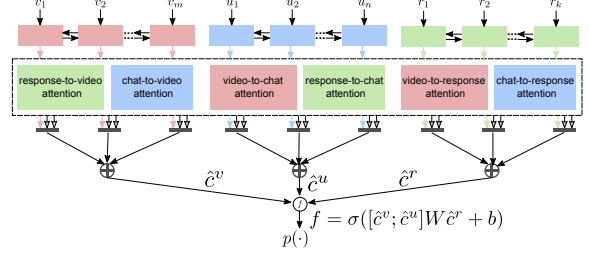 v₁ v₂ vₘ u₁ u₂ uₙ r₁ r₂ rₖ
response-to-video attention
chat-to-video attention
video-to-chat attention
response-to-chat attention
video-to-response attention
chat-to-response attention
ĉᵛ ĉᵘ ĉʳ
f
f = σ([ĉᵛ; ĉᵘ]Wĉʳ + b)
p(·)